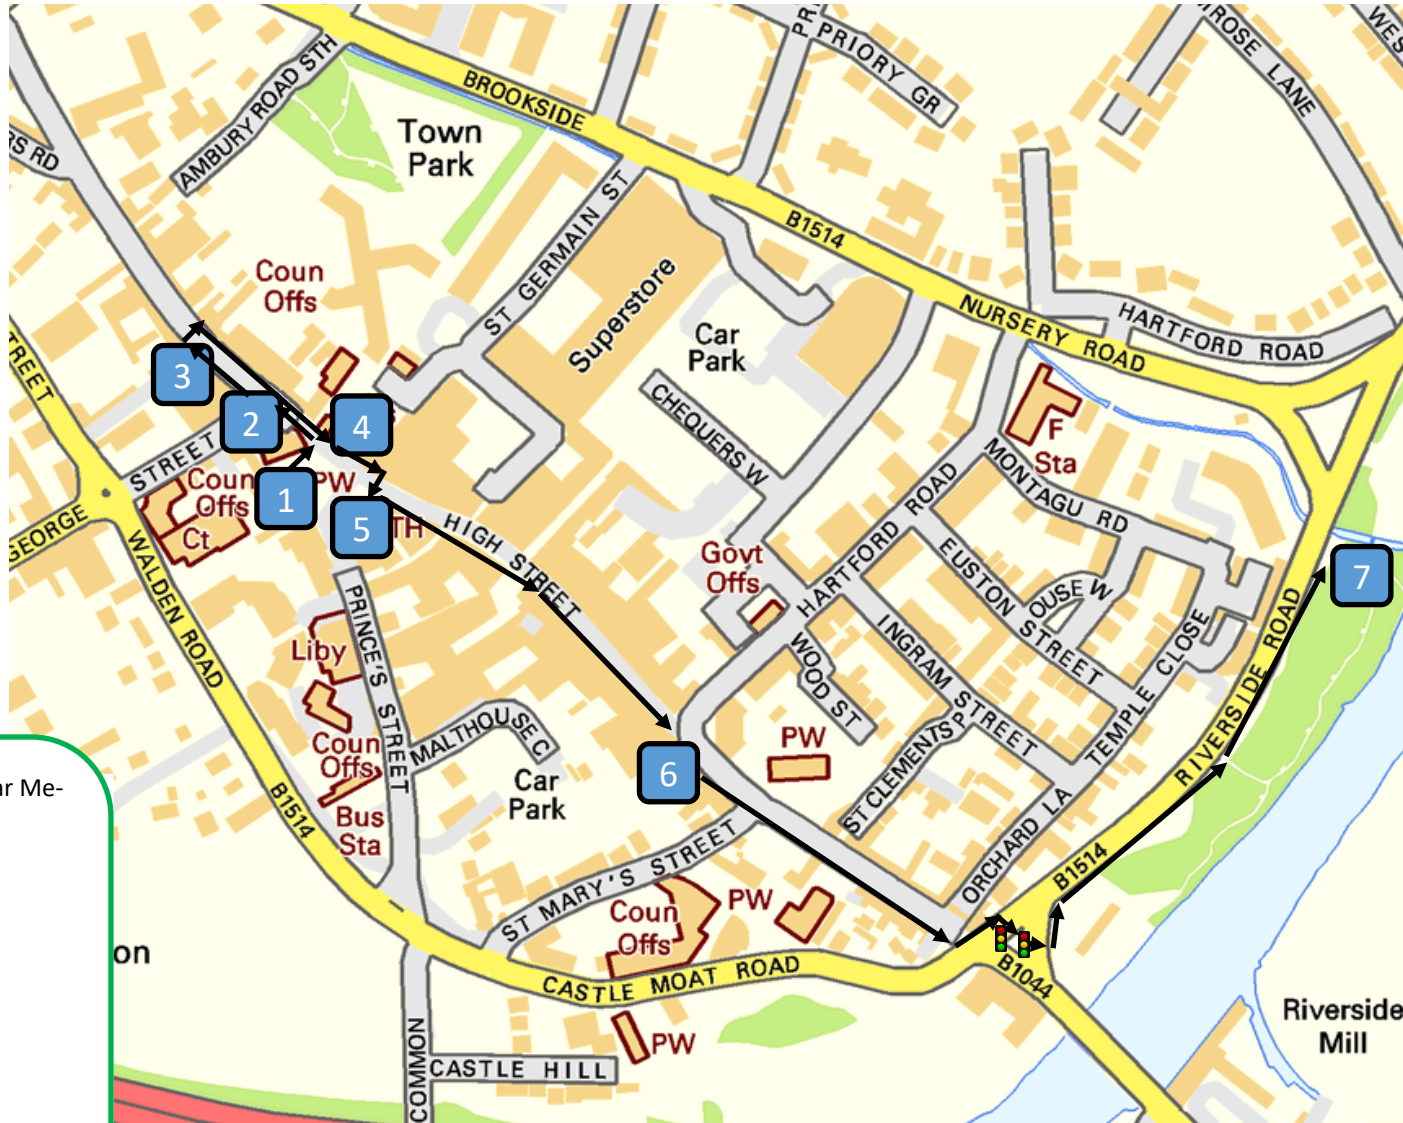 AMBURY ROAD STH
BROOKSIDE
PRIORY GR
Town
Park
Coun
Offs
ST GERMAIN ST
Superstore
Car
Park
B1514
NURSERY ROAD
HARTFORD ROAD
CHEQUERS W
3
2
4
1
5
STREET
Coun
Offs
Ct
PW
TH
GEORGE
STREET
HIGH STREET
F
Sta
MONTAGU RD
HARTFORD ROAD
Govt
Offs
EUSTON STREET
OUSE W
INGRAM STREET
WOOD ST
7
WALDEN ROAD
PRINCE'S STREET
Liby
Coun
Offs
Bus
Sta
MALTHOUSE C
Car
Park
B1514
6
PW
ST CLEMENTS P
TEMPLE CLOSE
RIVERSIDE ROAD
ORCHARD LA
B1514
ST MARY'S STREET
Coun
Offs
PW
CASTLE MOAT ROAD
B1044
PW
COMMON
CASTLE HILL
Riverside
Mill
ar Me-
on
RS RD
ROSE LANE
WES
PR